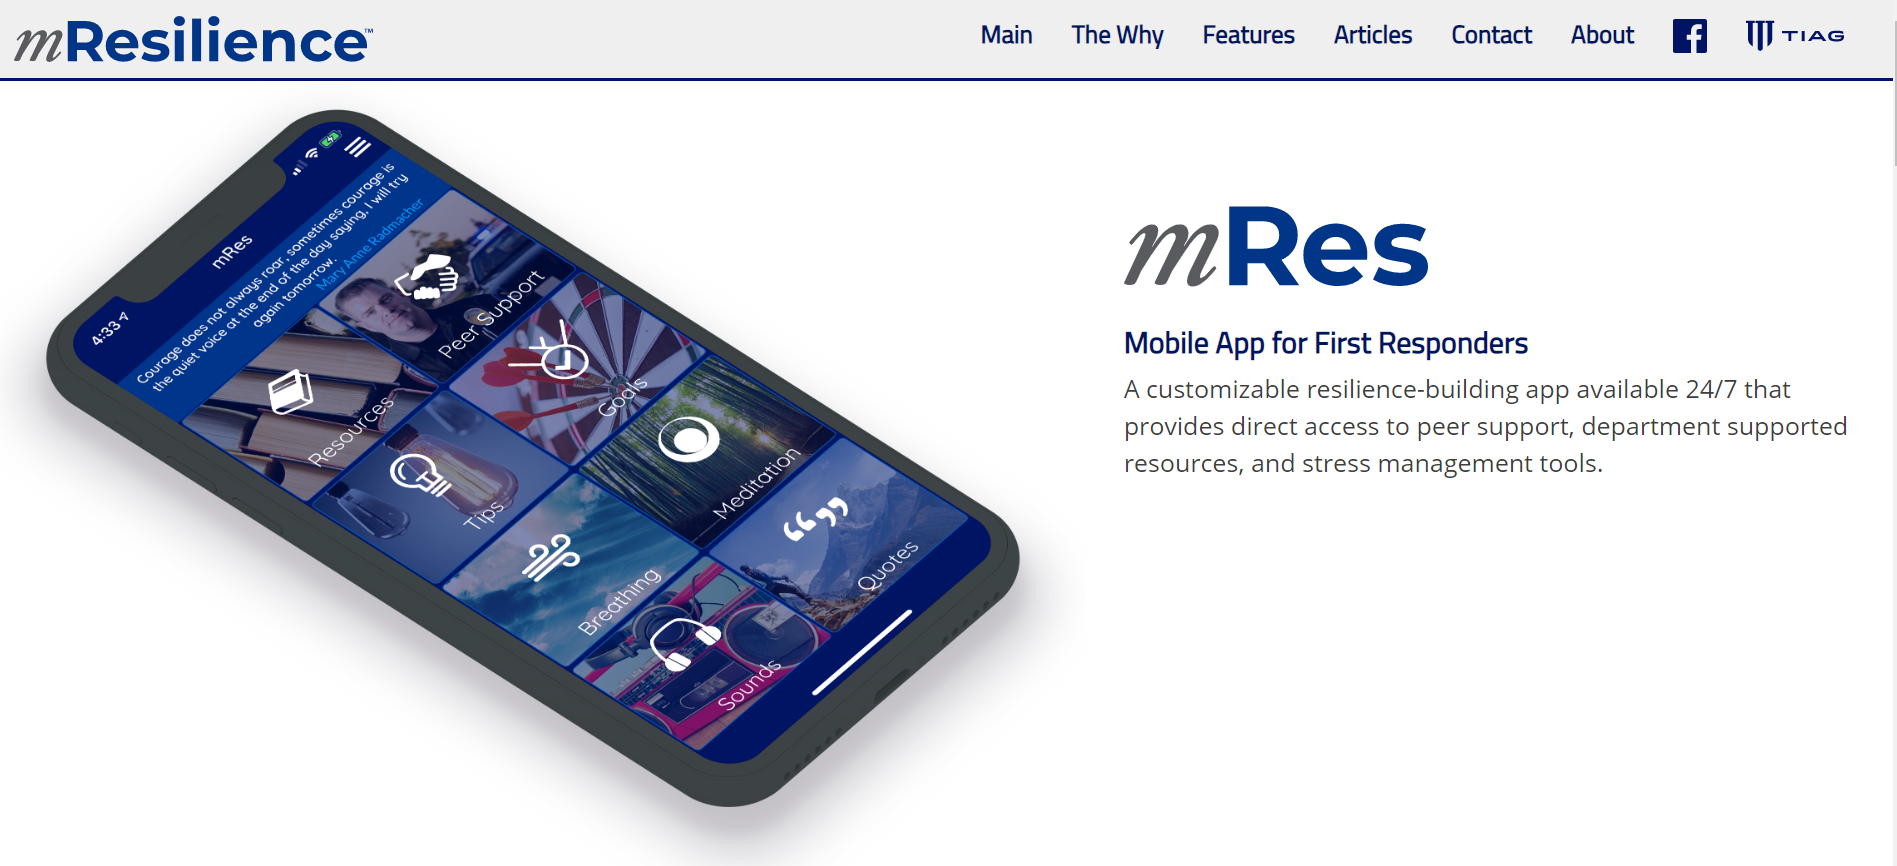 mResilience™
Main The Why Features Articles Contact About TIAG
4:33
mRes
Courage does not always roar, sometimes courage is
the quiet voice at the end of the day saying, I will try
again tomorrow.
Mary Anne Radmacher
Resources
Peer Support
Tips
Goals
Breathing
Meditation
Sounds
Quotes
mRes
Mobile App for First Responders
A customizable resilience-building app available 24/7 that
provides direct access to peer support, department supported
resources, and stress management tools.